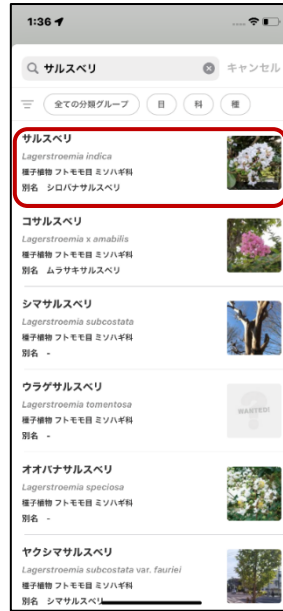 1:36
サルスベリ
キャンセル
全ての分類グループ 目 科 種
サルスベリ
Lagerstroemia indica
種子植物 フトモモ目 ミソハギ科
別名 シロバナサルスベリ
コサルスベリ
Lagerstroemia x amabilis
種子植物 フトモモ目 ミソハギ科
別名 ムラサキサルスベリ
シマサルスベリ
Lagerstroemia subcostata
種子植物 フトモモ目 ミソハギ科
別名 -
ウラゲサルスベリ
Lagerstroemia tomentosa
種子植物 フトモモ目 ミソハギ科
別名 -
WANTED!
オオバナサルスベリ
Lagerstroemia speciosa
種子植物 フトモモ目 ミソハギ科
別名 -
ヤクシマサルスベリ
Lagerstroemia subcostata var. fauriei
種子植物 フトモモ目 ミソハギ科
別名 シマサルスベリ